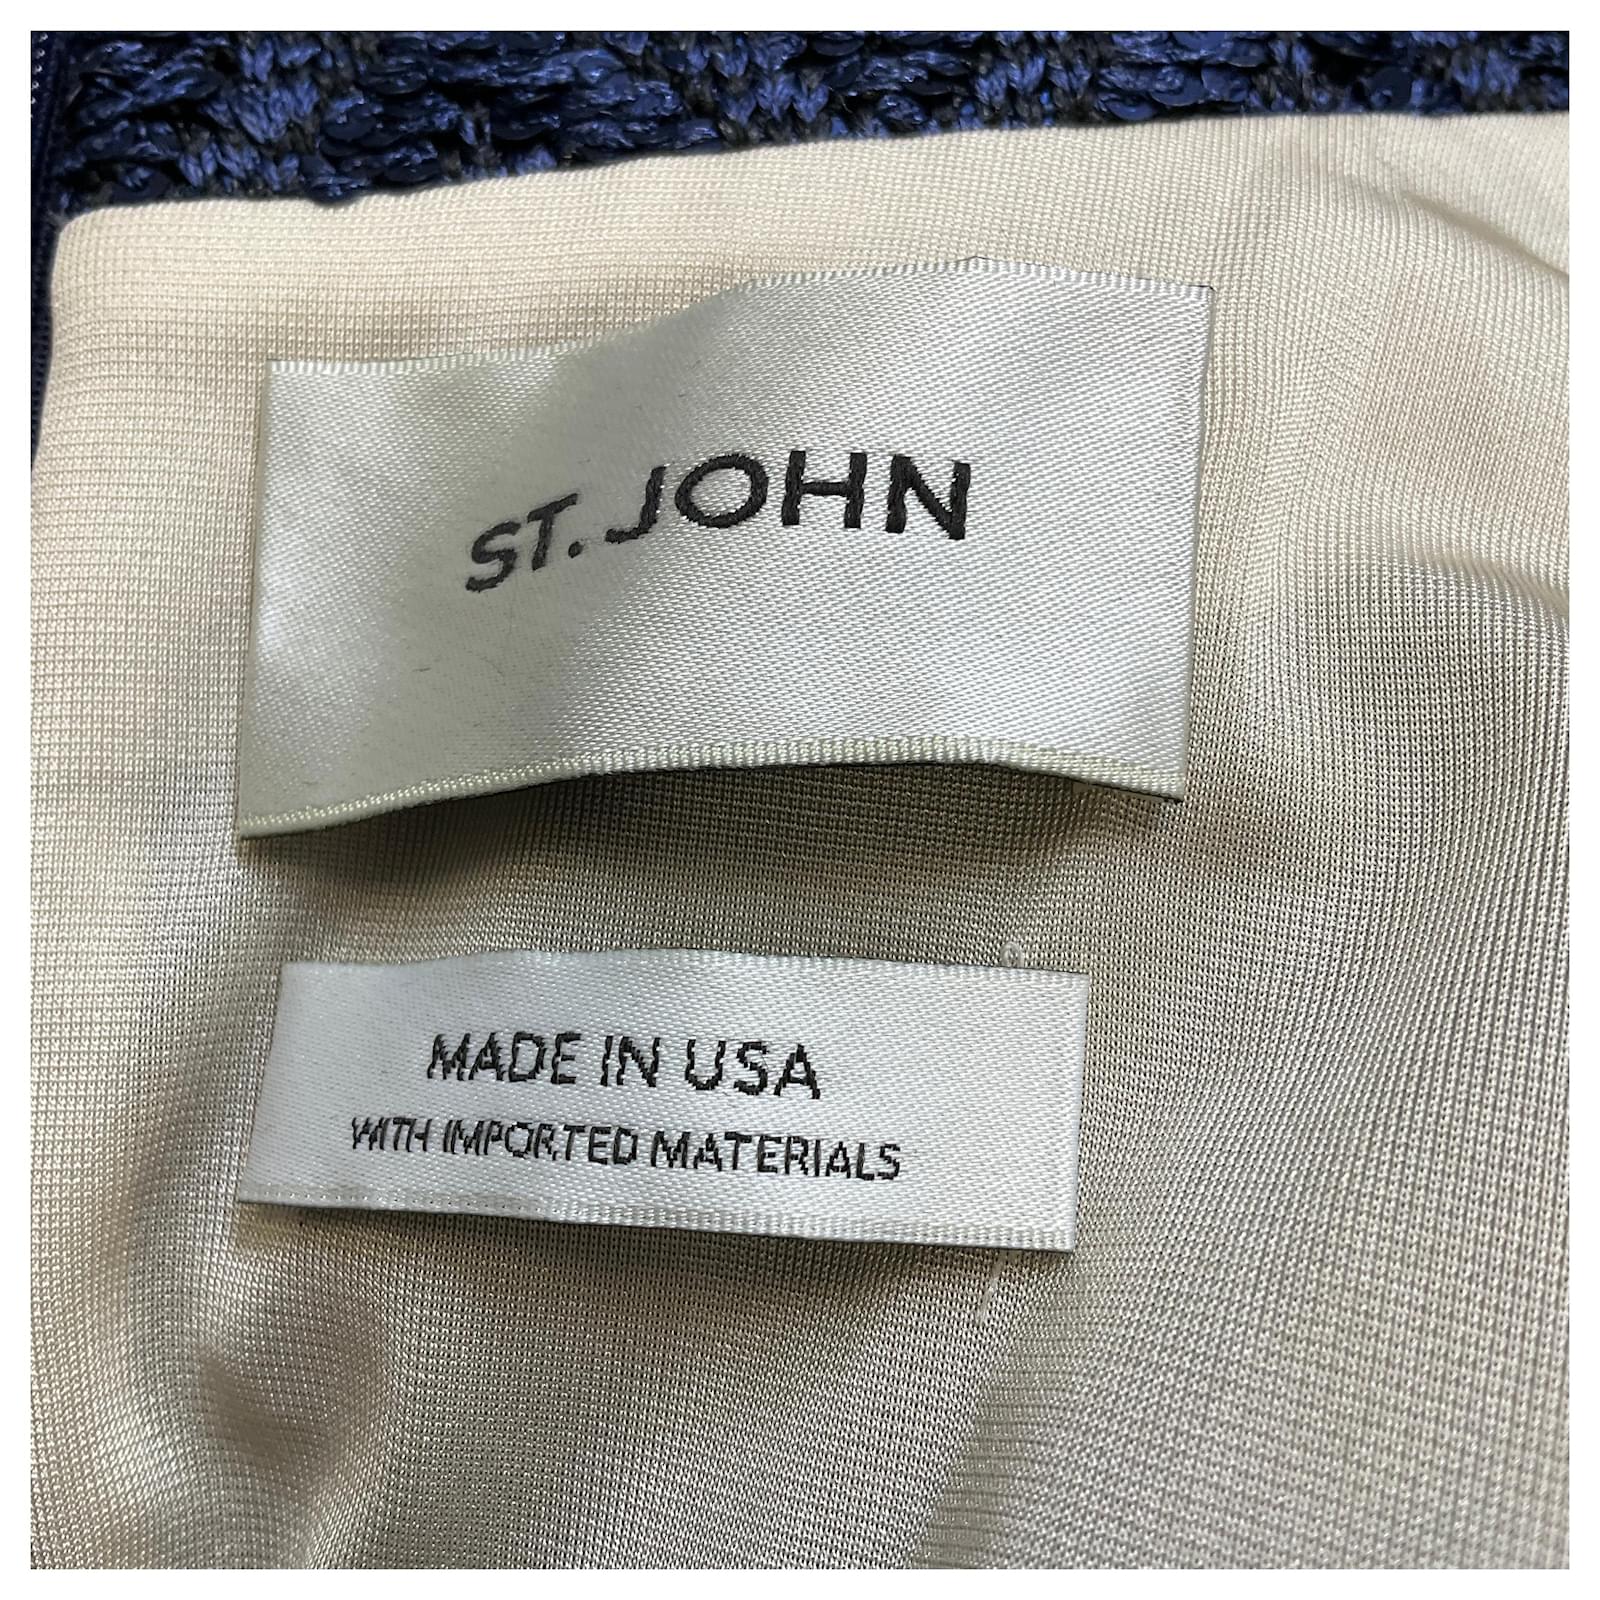 ST. JOHN
MADE IN USA
WITH IMPORTED MATERIALS